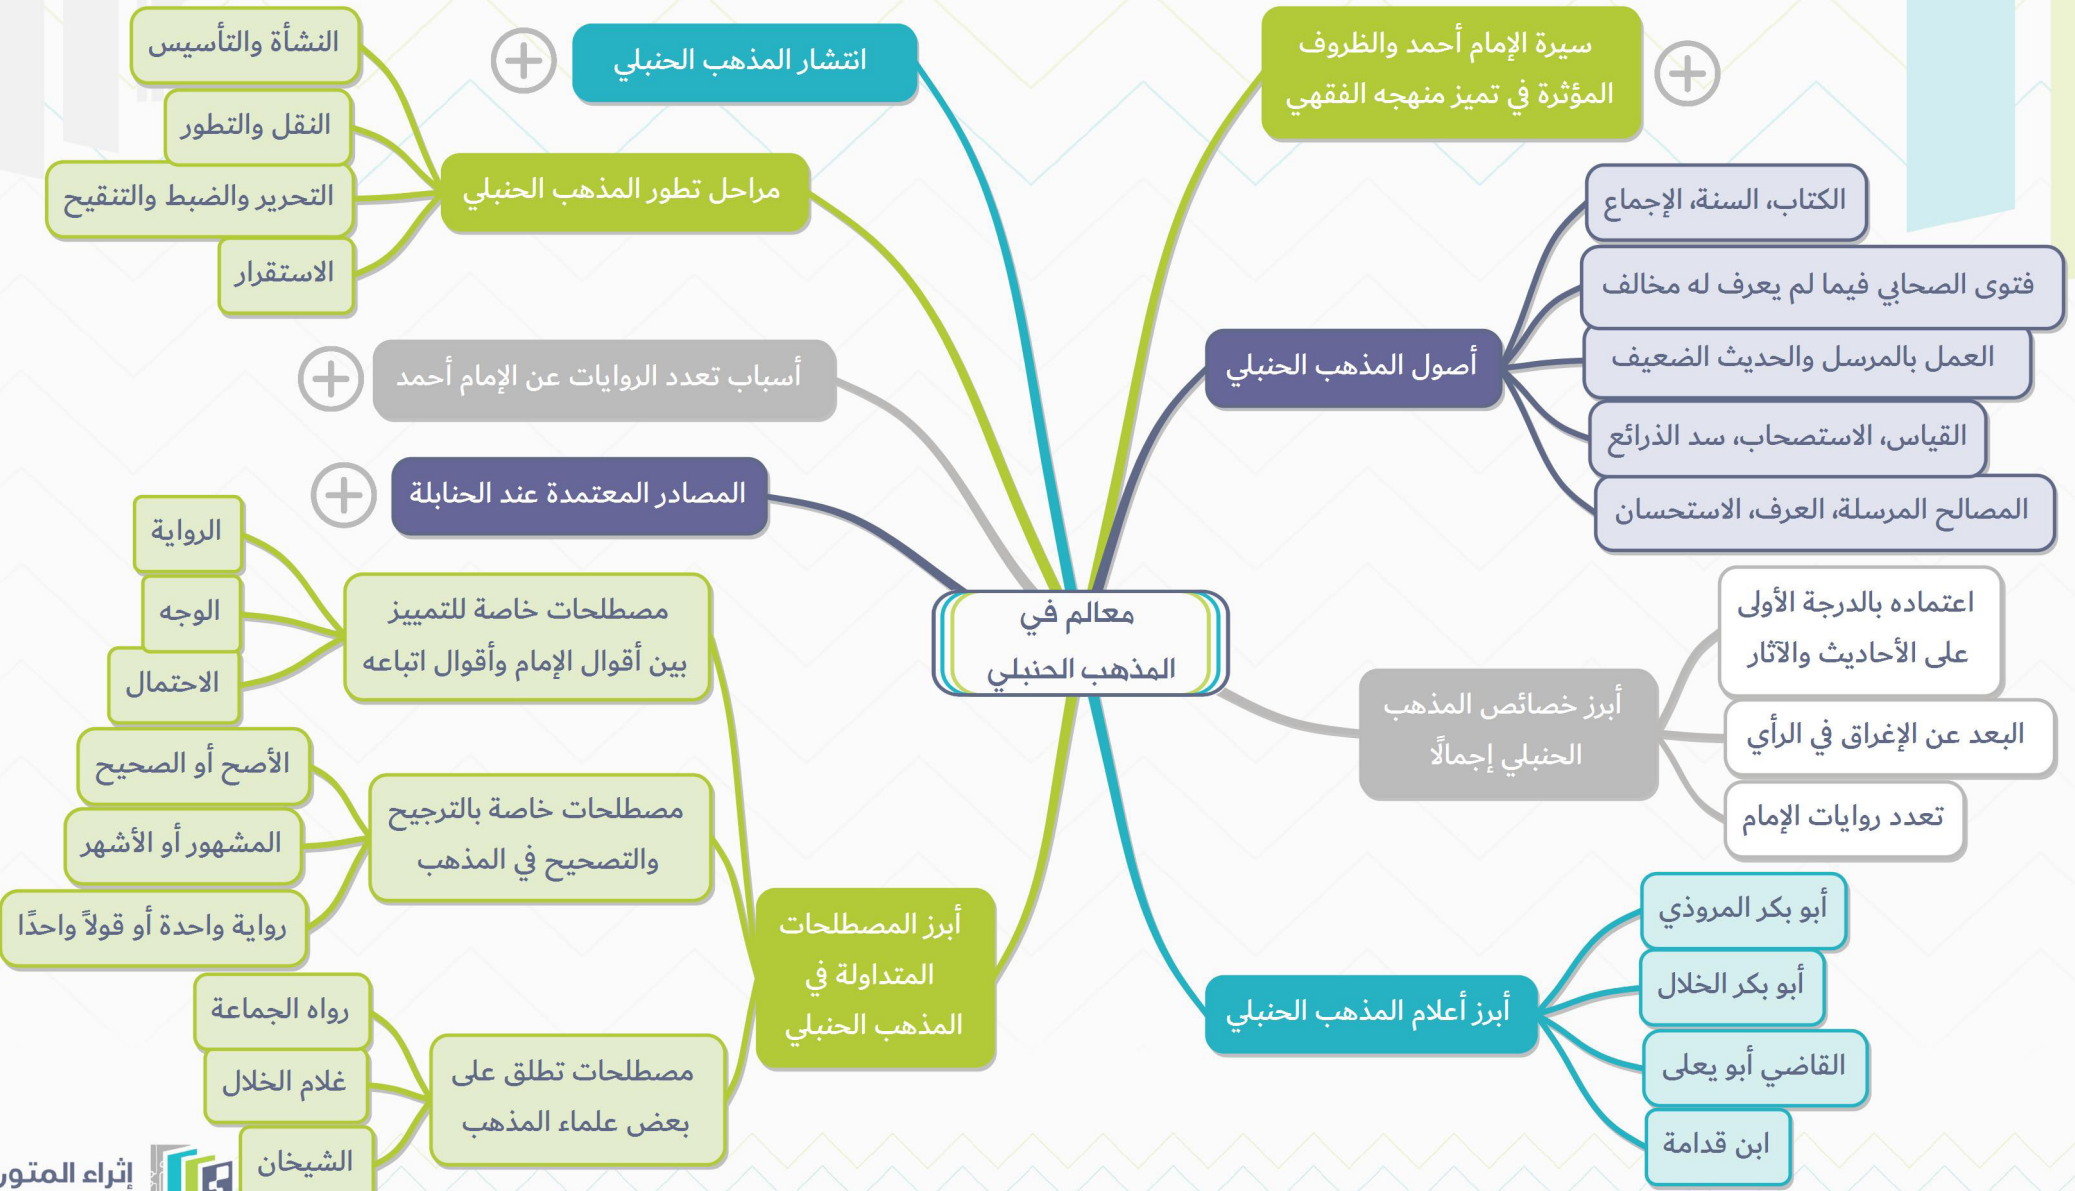 معالم في
المذهب الحنبلي
سيرة الإمام أحمد والظروف
المؤثرة في تميز منهجه الفقهي
أصول المذهب الحنبلي
الكتاب، السنة، الإجماع
فتوى الصحابي فيما لم يعرف له مخالف
العمل بالمرسل والحديث الضعيف
القياس، الاستصحاب، سد الذرائع
المصالح المرسلة، العرف، الاستحسان
أبرز خصائص المذهب
الحنبلي إجمالًا
اعتماده بالدرجة الأولى
على الأحاديث والآثار
البعد عن الإغراق في الرأي
تعدد روايات الإمام
أبرز أعلام المذهب الحنبلي
أبو بكر المروذي
أبو بكر الخلال
القاضي أبو يعلى
ابن قدامة
انتشار المذهب الحنبلي
مراحل تطور المذهب الحنبلي
النشأة والتأسيس
النقل والتطور
التحرير والضبط والتنقيح
الاستقرار
أسباب تعدد الروايات عن الإمام أحمد
المصادر المعتمدة عند الحنابلة
أبرز المصطلحات
المتداولة في
المذهب الحنبلي
مصطلحات خاصة للتمييز
بين أقوال الإمام وأقوال اتباعه
الرواية
الوجه
الاحتمال
مصطلحات خاصة بالترجيح
والتصحيح في المذهب
الأصح أو الصحيح
المشهور أو الأشهر
رواية واحدة أو قولاً واحدًا
مصطلحات تطلق على
بعض علماء المذهب
رواه الجماعة
غلام الخلال
الشيخان
إثراء المتون